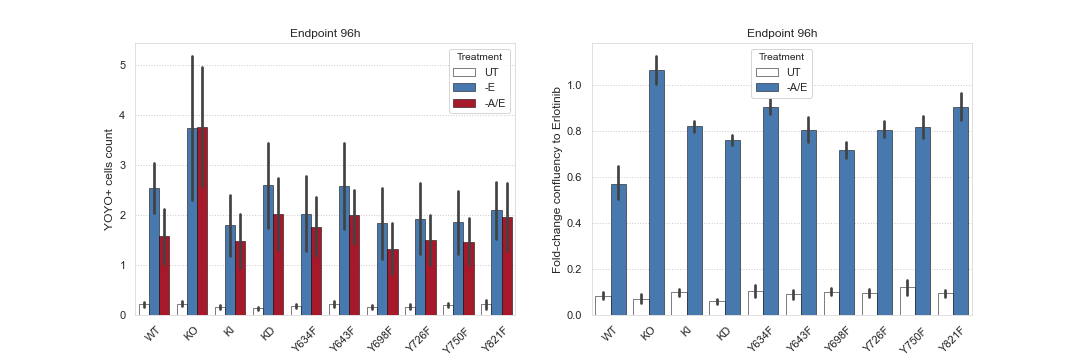 Endpoint 96h
YOYO+ cells count
5
4
3
2
1
0
Treatment
UT
-E
-A/E
WT
KO
KI
KD
Y634F
Y643F
Y698F
Y726F
Y750F
Y821F
Endpoint 96h
Fold-change confluency to Erlotinib
1.0
0.8
0.6
0.4
0.2
0.0
Treatment
UT
-A/E
WT
KO
KI
KD
Y634F
Y643F
Y698F
Y726F
Y750F
Y821F